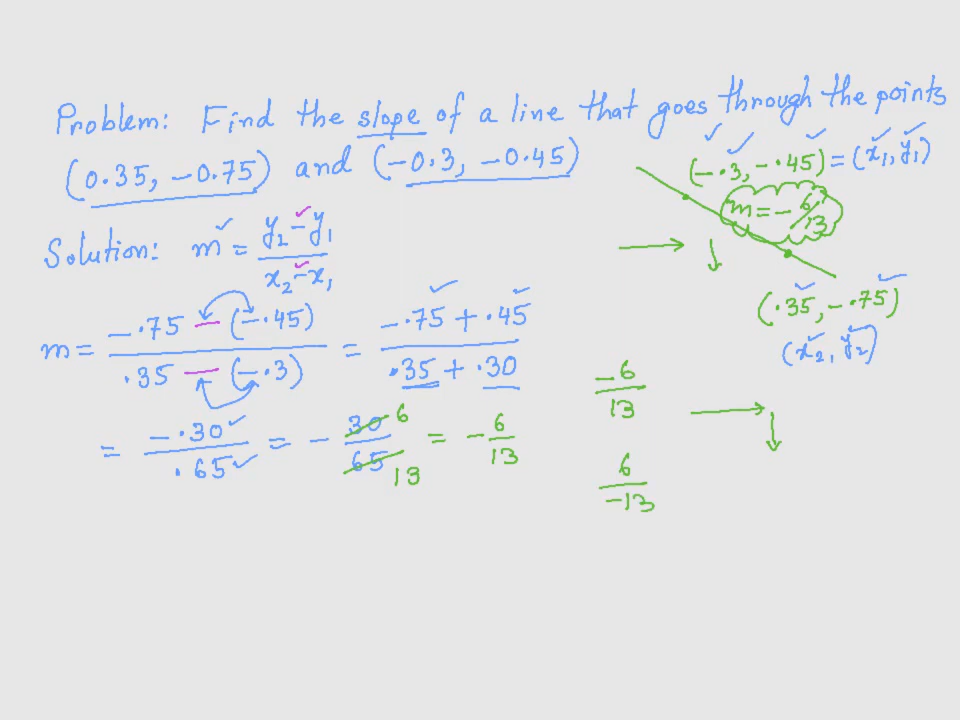 Problem: Find the slope of a line that goes through the points
(0.35, -0.75) and (-0.3, -0.45)
(-.3, -.45) = (x₁, y₁)
m = -6/13
Solution: m = (y₂ - y₁)/(x₂ - x₁)
(.35, -.75)
(x₂, y₂)
m = (-.75 - (-.45))/(.35 - (-.3)) = (-.75 + .45)/(.35 + .30)
= -.30/.65 = - 30/65 6/13 = - 6/13
-6/13
6/-13